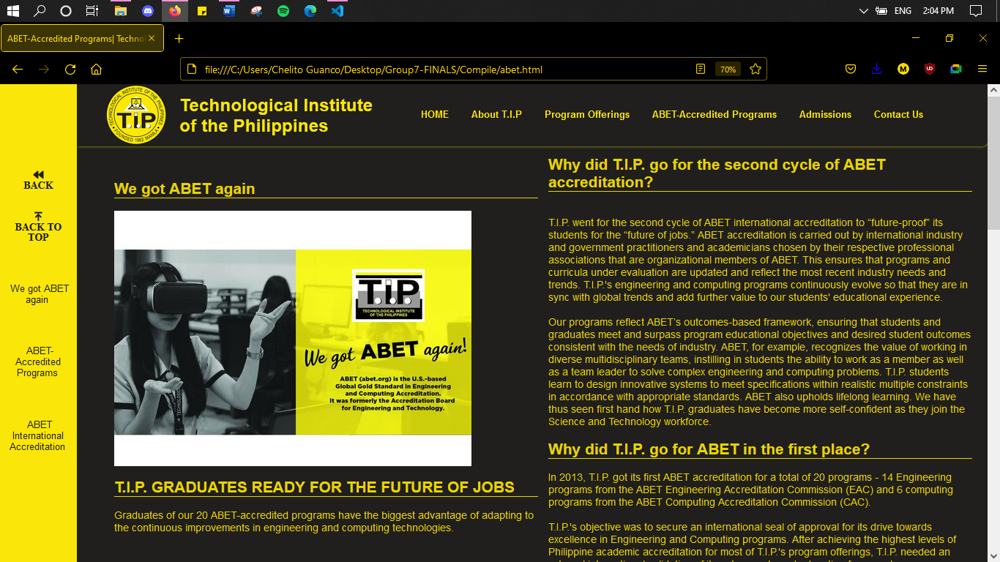 ENG 2:04 PM
ABET-Accredited Programs| Technol
file:///C:/Users/Chelito Guanco/Desktop/Group7-FINALS/Compile/abet.html
70%
TECHNOLOGICAL INSTITUTE OF THE PHILIPPINES
T.I.P.
FOUNDED 1962 MANILA
Technological Institute
of the Philippines
HOME About T.I.P Program Offerings ABET-Accredited Programs Admissions Contact Us
BACK
BACK TO
TOP
We got ABET
again
ABET-
Accredited
Programs
ABET
International
Accreditation
We got ABET again
T.I.P.
TECHNOLOGICAL INSTITUTE
OF THE PHILIPPINES
We got ABET again!
ABET (abet.org) is the U.S.-based
Global Gold Standard in Engineering
and Computing Accreditation.
It was formerly the Accreditation Board
for Engineering and Technology.
T.I.P. GRADUATES READY FOR THE FUTURE OF JOBS
Graduates of our 20 ABET-accredited programs have the biggest advantage of adapting to
the continuous improvements in engineering and computing technologies.
Why did T.I.P. go for the second cycle of ABET
accreditation?
T.I.P. went for the second cycle of ABET international accreditation to “future-proof” its
students for the “future of jobs.” ABET accreditation is carried out by international industry
and government practitioners and academicians chosen by their respective professional
associations that are organizational members of ABET. This ensures that programs and
curricula under evaluation are updated and reflect the most recent industry needs and
trends. T.I.P.'s engineering and computing programs continuously evolve so that they are in
sync with global trends and add further value to our students' educational experience.
Our programs reflect ABET’s outcomes-based framework, ensuring that students and
graduates meet and surpass program educational objectives and desired student outcomes
consistent with the needs of industry. ABET, for example, recognizes the value of working in
diverse multidisciplinary teams, instilling in students the ability to work as a member as well
as a team leader to solve complex engineering and computing problems. T.I.P. students
learn to design innovative systems to meet specifications within realistic multiple constraints
in accordance with appropriate standards. ABET also upholds lifelong learning. We have
thus seen first hand how T.I.P. graduates have become more self-confident as they join the
Science and Technology workforce.
Why did T.I.P. go for ABET in the first place?
In 2013, T.I.P. got its first ABET accreditation for a total of 20 programs - 14 Engineering
programs from the ABET Engineering Accreditation Commission (EAC) and 6 computing
programs from the ABET Computing Accreditation Commission (CAC).
T.I.P.'s objective was to secure an international seal of approval for its drive towards
excellence in Engineering and Computing programs. After achieving the highest levels of
Philippine academic accreditation for most of T.I.P.'s program offerings, T.I.P. needed an